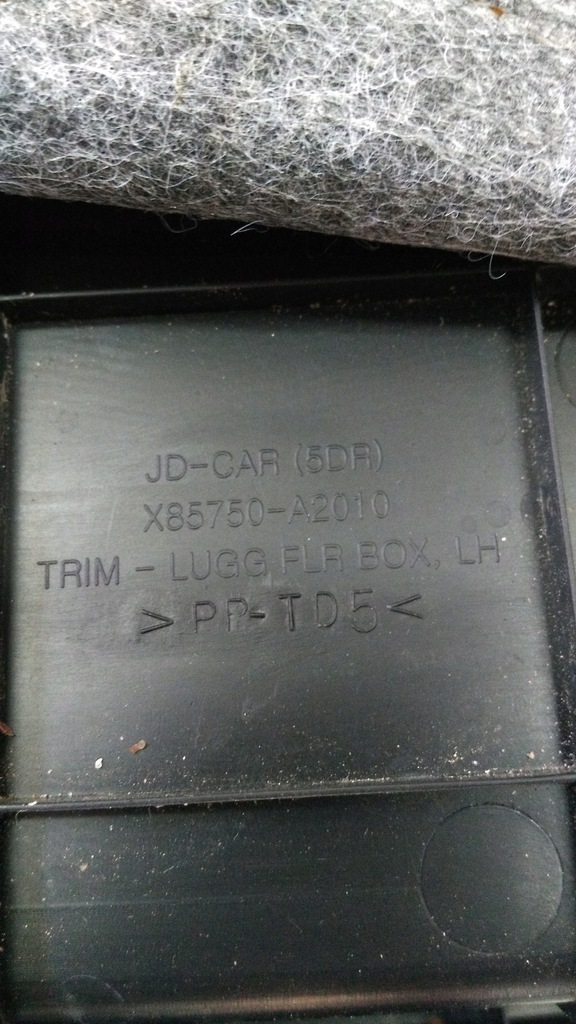 JD-CAR (5DR)
X85750-A2010
TRIM - LUGG FLR BOX, LH
>PP-TD5<